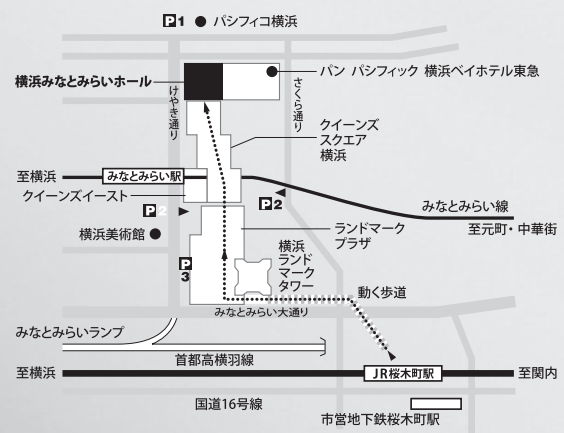 P1 ● パシフィコ横浜
横浜みなとみらいホール
パン パシフィック 横浜ベイホテル東急
けやき通り
さくら通り
クイーンズ
スクエア
横浜
至横浜
みなとみらい駅
クイーンズイースト
P2
P2
みなとみらい線
至元町・中華街
横浜美術館 ●
ランドマーク
プラザ
P
3
横浜
ランド
マーク
タワー
動く歩道
みなとみらい大通り
みなとみらいランプ
首都高横羽線
至横浜
JR桜木町駅
至関内
国道16号線
市営地下鉄桜木町駅